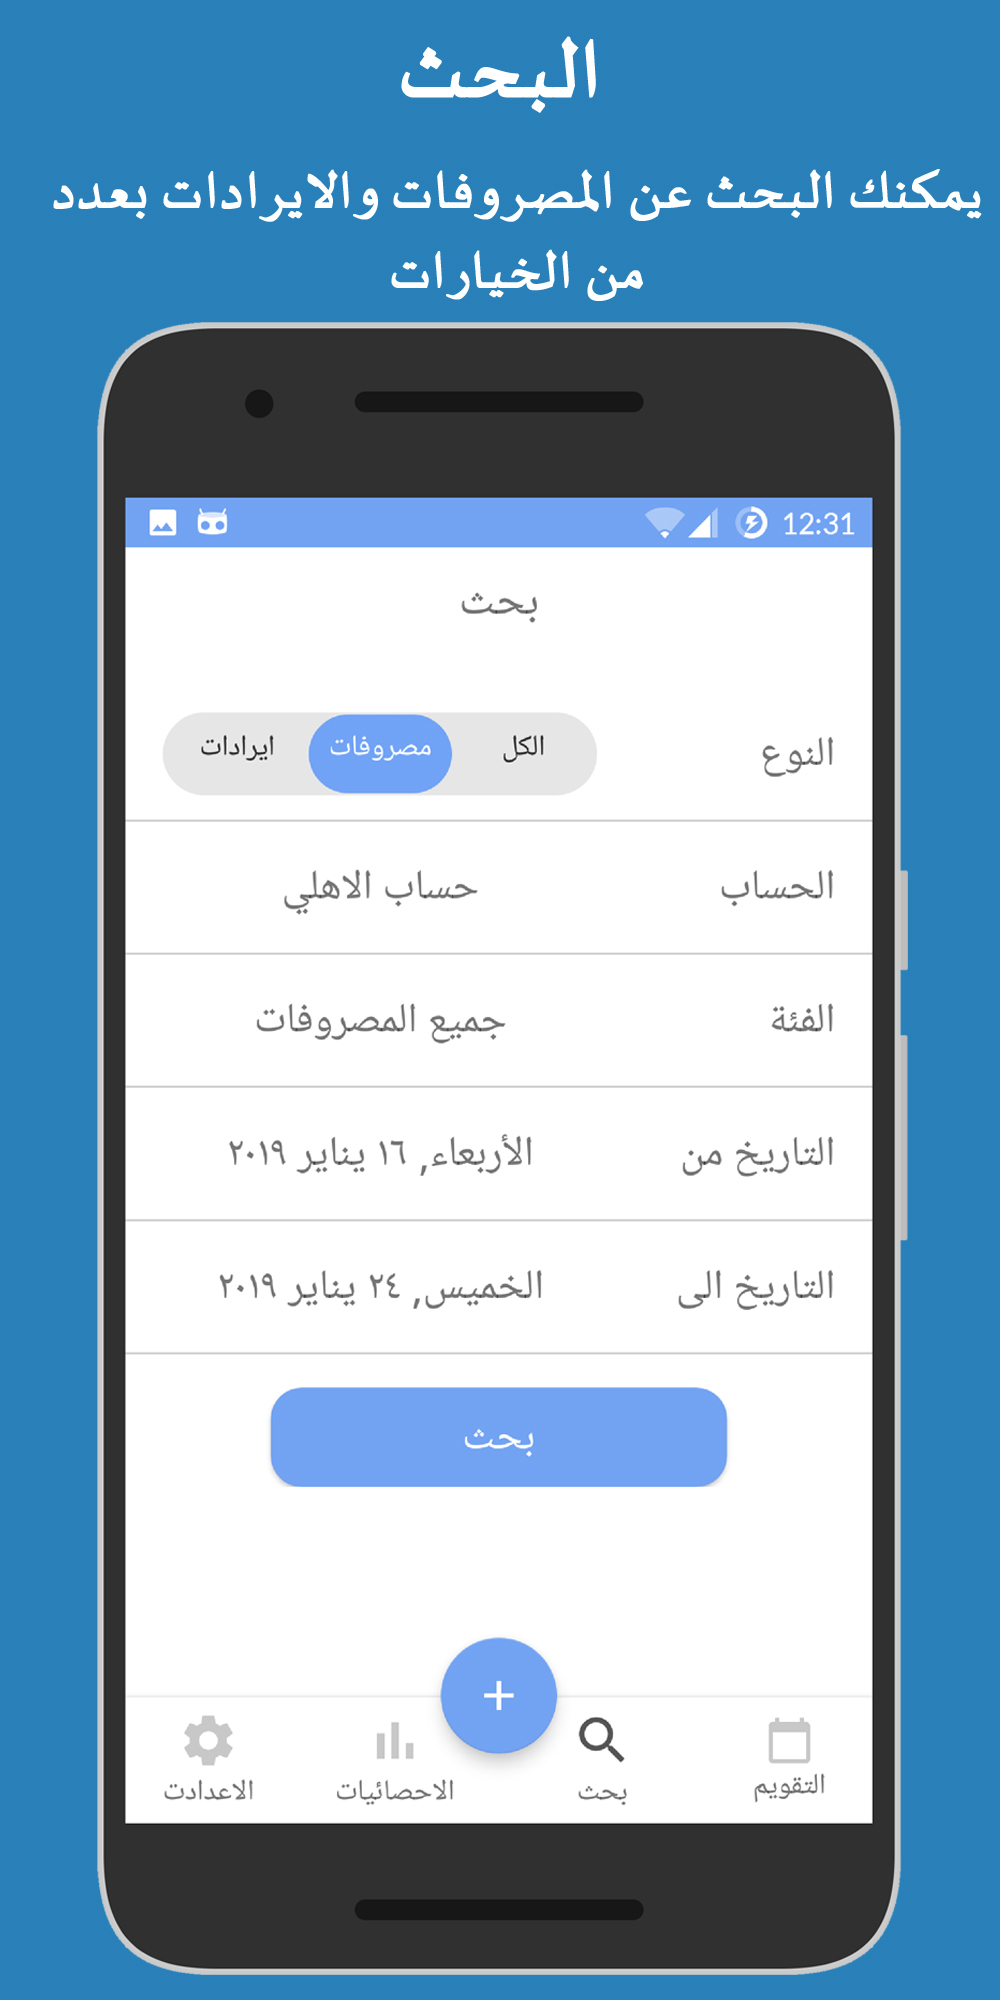 البحث
يمكنك البحث عن المصروفات والايرادات بعدد
من الخيارات
12:31
بحث
النوع الكل مصروفات ايرادات
الحساب حساب الاهلي
الفئة جميع المصروفات
التاريخ من الأربعاء, ١٦ يناير ٢٠١٩
التاريخ الى الخميس, ٢٤ يناير ٢٠١٩
بحث
+
التقويم بحث الاحصائيات الاعدادت